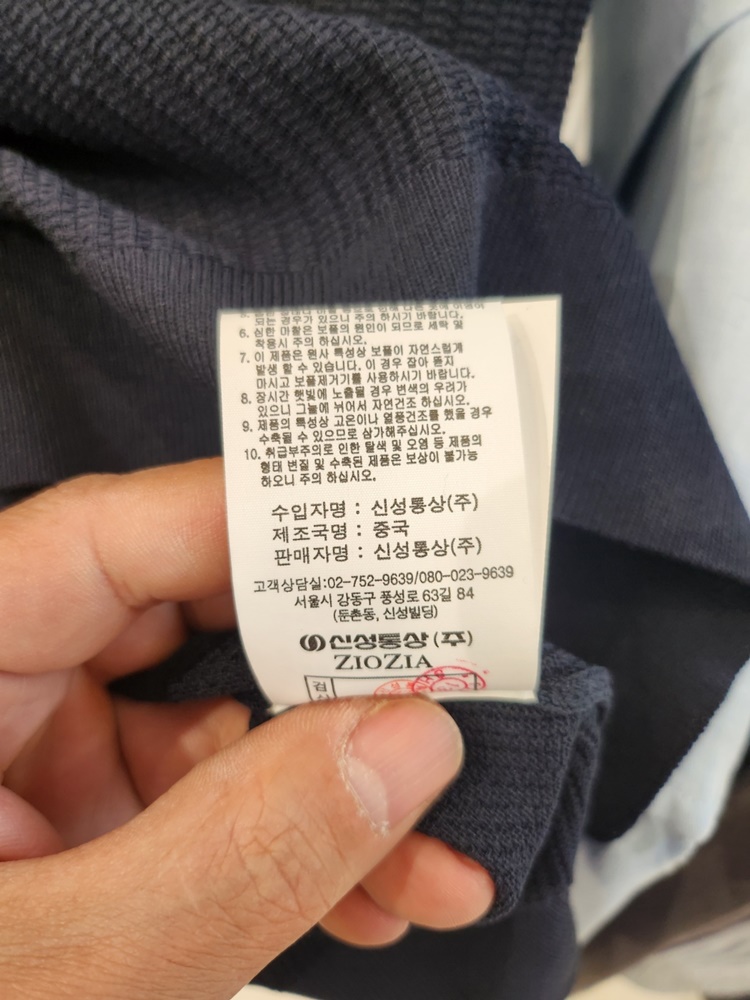 되는 경우가 있으니 주의 하시기 바랍니다.
6. 심한 마찰은 보풀의 원인이 되므로 세탁 및
착용시 주의 하십시오.
7. 이 제품은 원사 특성상 보풀이 자연스럽게
발생 할 수 있습니다. 이 경우 잡아 뜯지
마시고 보풀제거기를 사용하시기 바랍니다.
8. 장시간 햇빛에 노출될 경우 변색의 우려가
있으니 그늘에 뉘어서 자연건조 하십시오.
9. 제품의 특성상 고온이나 열풍건조를 했을 경우
수축될 수 있으므로 삼가해주십시오.
10. 취급부주의로 인한 탈색 및 오염 등 제품의
형태 변질 및 수축된 제품은 보상이 불가능
하오니 주의 하십시오.
수입자명 : 신성통상(주)
제조국명 : 중국
판매자명 : 신성통상(주)
고객상담실:02-752-9639/080-023-9639
서울시 강동구 풍성로 63길 84
(둔촌동, 신성빌딩)
신성통상(주)
ZIOZIA
검